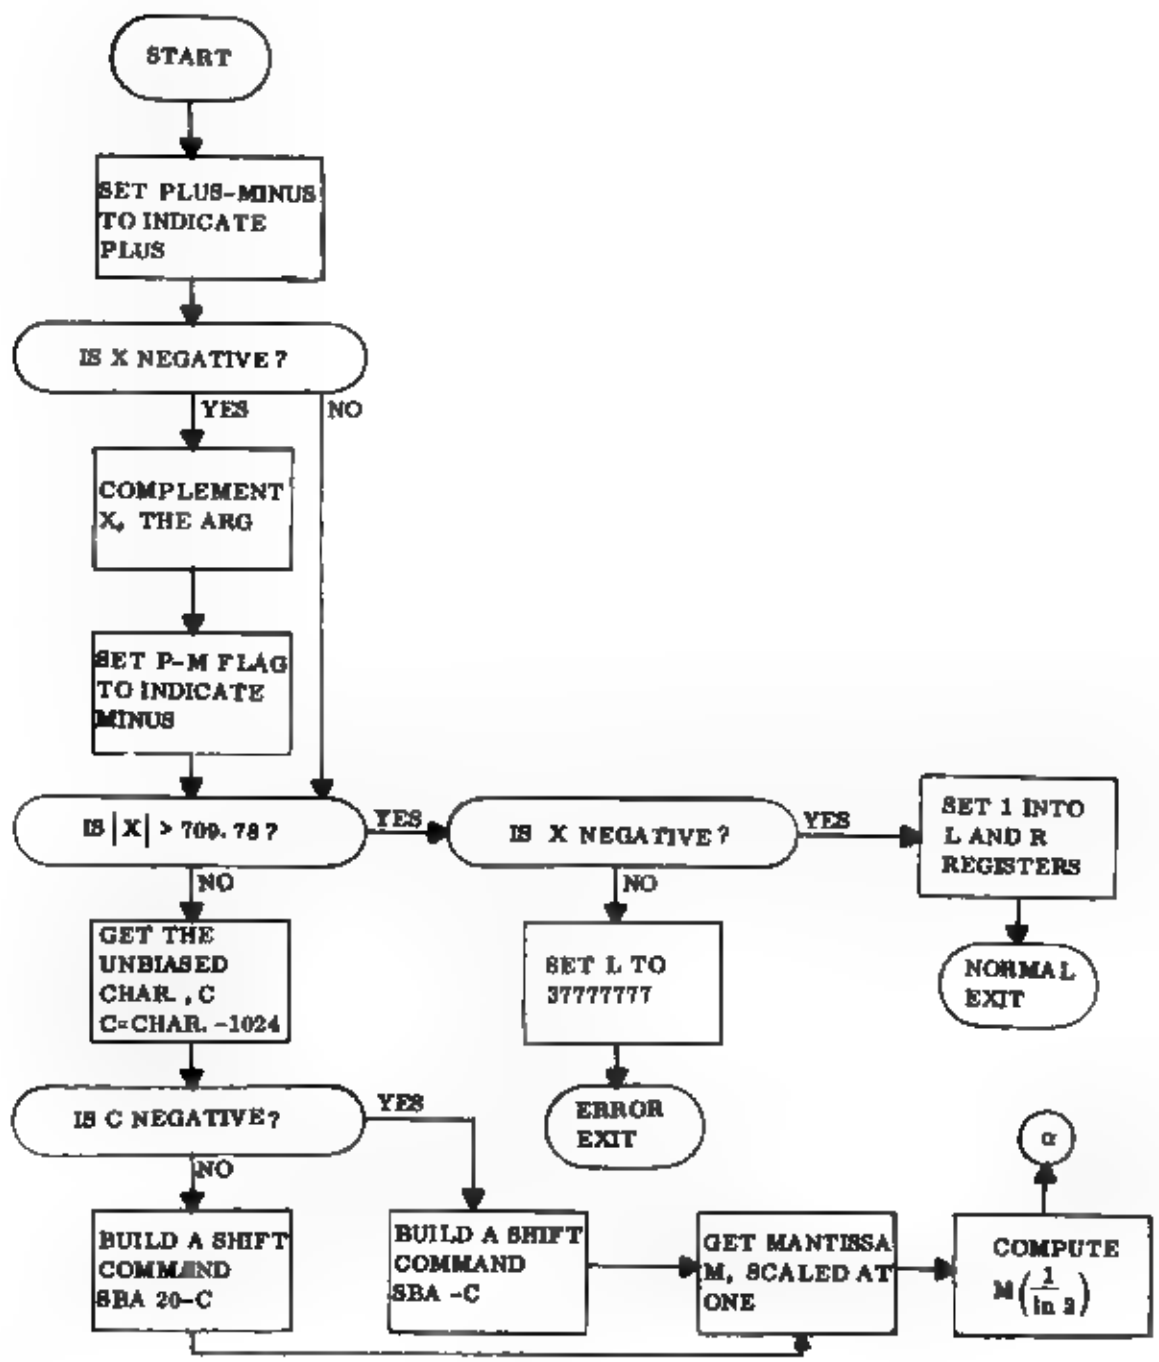 START
SET PLUS-MINUS
TO INDICATE
PLUS
IS X NEGATIVE?
YES
NO
COMPLEMENT
X, THE ARG
SET P-M FLAG
TO INDICATE
MINUS
IS |X| > 709.78?
YES
NO
IS X NEGATIVE?
YES
NO
SET 1 INTO
L AND R
REGISTERS
NORMAL
EXIT
SET L TO
37777777
ERROR
EXIT
GET THE
UNBIASED
CHAR., C
C=CHAR. -1024
IS C NEGATIVE?
YES
NO
BUILD A SHIFT
COMMAND
SBA 20-C
BUILD A SHIFT
COMMAND
SBA -C
GET MANTISSA
M, SCALED AT
ONE
COMPUTE
M(1/ln 2)
α